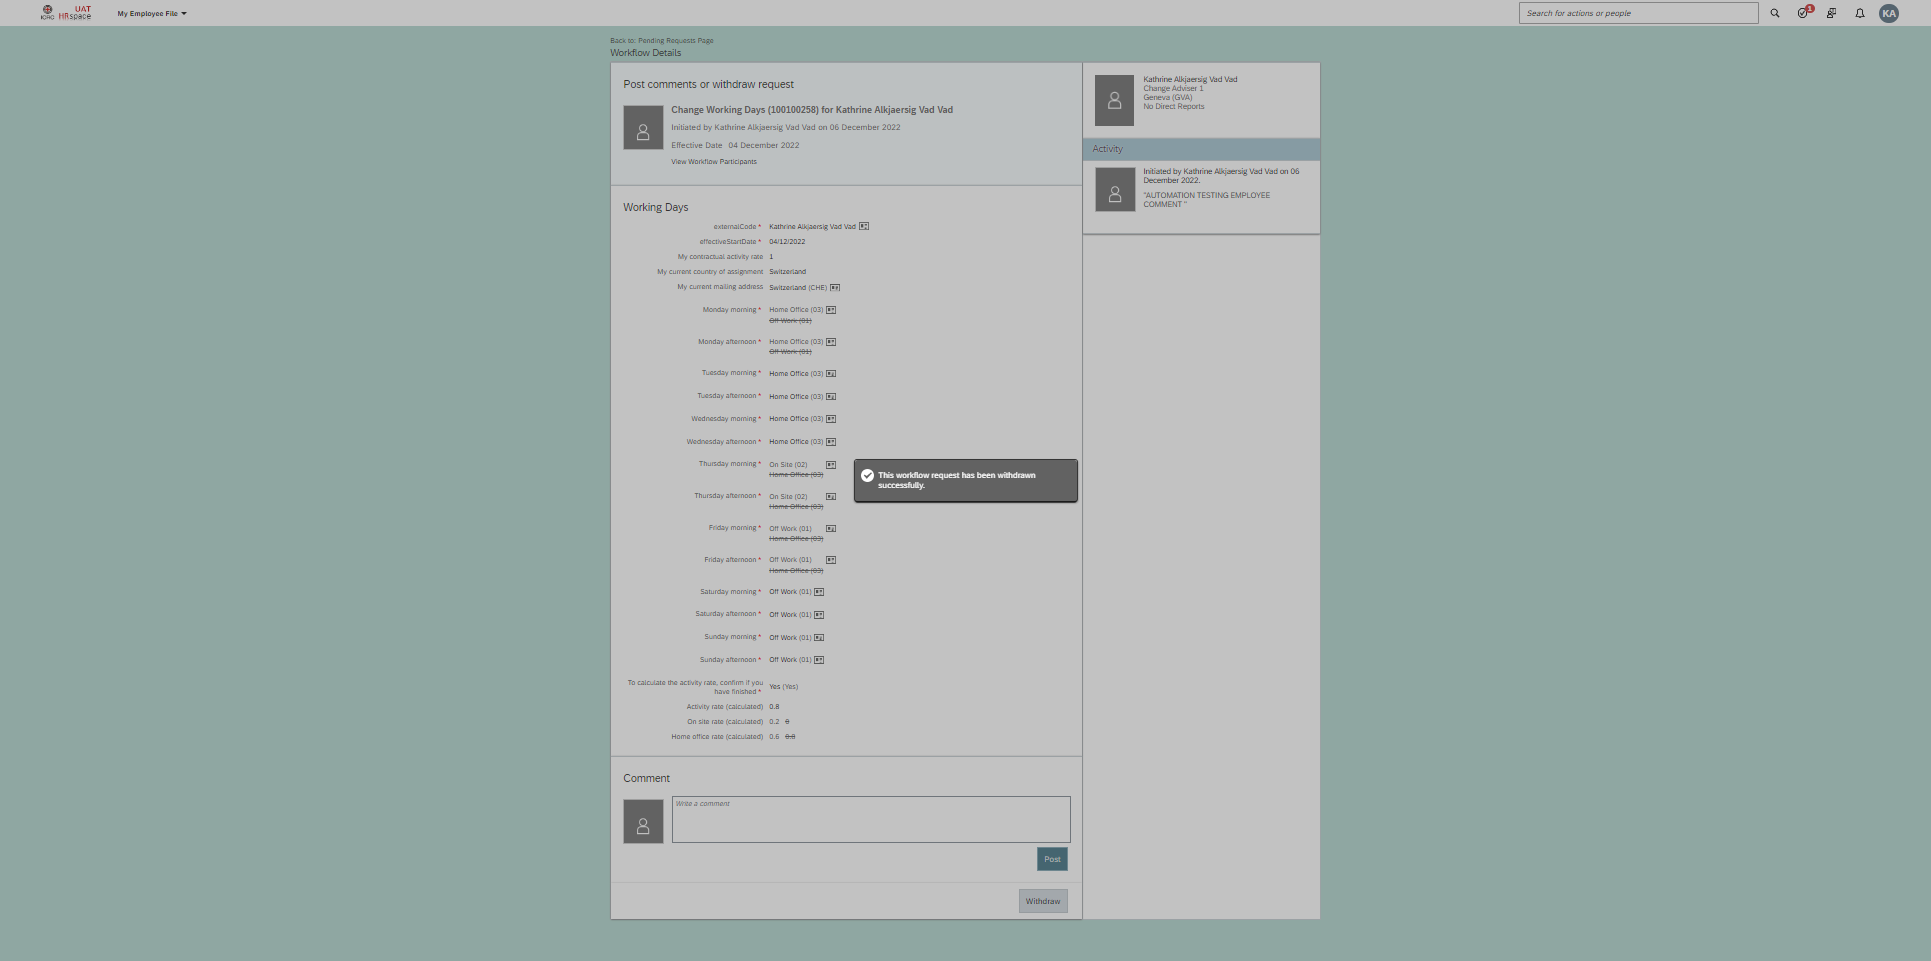 ICRC
UAT
HRspace
My Employee File
Search for actions or people
1
KA
Back to: Pending Requests Page
Workflow Details
Post comments or withdraw request
Change Working Days (100100258) for Kathrine Alkjaersig Vad Vad
Initiated by Kathrine Alkjaersig Vad Vad on 06 December 2022
Effective Date 04 December 2022
View Workflow Participants
Kathrine Alkjaersig Vad Vad
Change Adviser 1
Geneva (GVA)
No Direct Reports
Activity
Initiated by Kathrine Alkjaersig Vad Vad on 06
December 2022.
"AUTOMATION TESTING EMPLOYEE
COMMENT "
Working Days
externalCode * Kathrine Alkjaersig Vad Vad
effectiveStartDate * 04/12/2022
My contractual activity rate 1
My current country of assignment Switzerland
My current mailing address Switzerland (CHE)
Monday morning * Home Office (03)
Off Work (01)
Monday afternoon * Home Office (03)
Off Work (01)
Tuesday morning * Home Office (03)
Tuesday afternoon * Home Office (03)
Wednesday morning * Home Office (03)
Wednesday afternoon * Home Office (03)
Thursday morning * On Site (02)
Home Office (03)
Thursday afternoon * On Site (02)
Home Office (03)
Friday morning * Off Work (01)
Home Office (03)
Friday afternoon * Off Work (01)
Home Office (03)
Saturday morning * Off Work (01)
Saturday afternoon * Off Work (01)
Sunday morning * Off Work (01)
Sunday afternoon * Off Work (01)
To calculate the activity rate, confirm if you
have finished * Yes (Yes)
Activity rate (calculated) 0.8
On site rate (calculated) 0.2 0
Home office rate (calculated) 0.6 0.8
This workflow request has been withdrawn
successfully.
Comment
Write a comment
Post
Withdraw